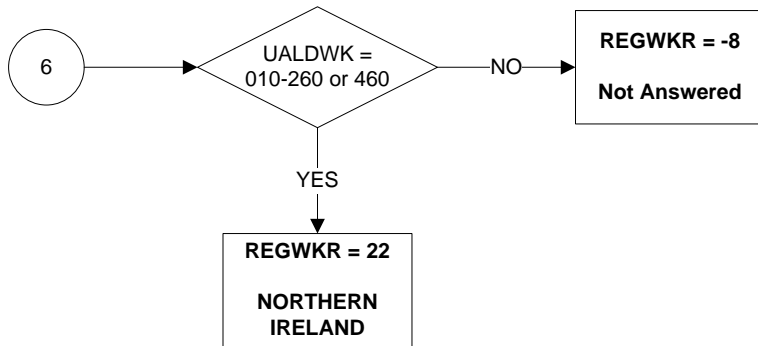 6
UALDWK =
010-260 or 460
NO
REGWKR = -8
Not Answered
YES
REGWKR = 22
NORTHERN
IRELAND